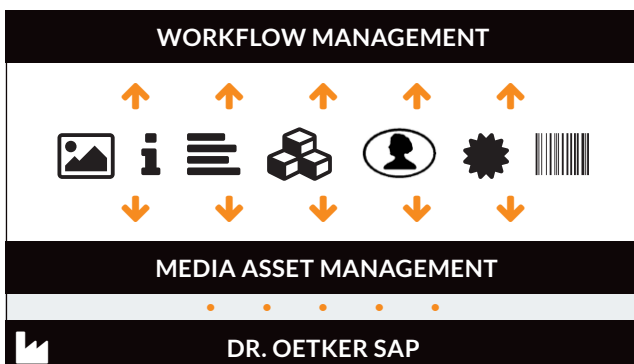 WORKFLOW MANAGEMENT
MEDIA ASSET MANAGEMENT
DR. OETKER SAP